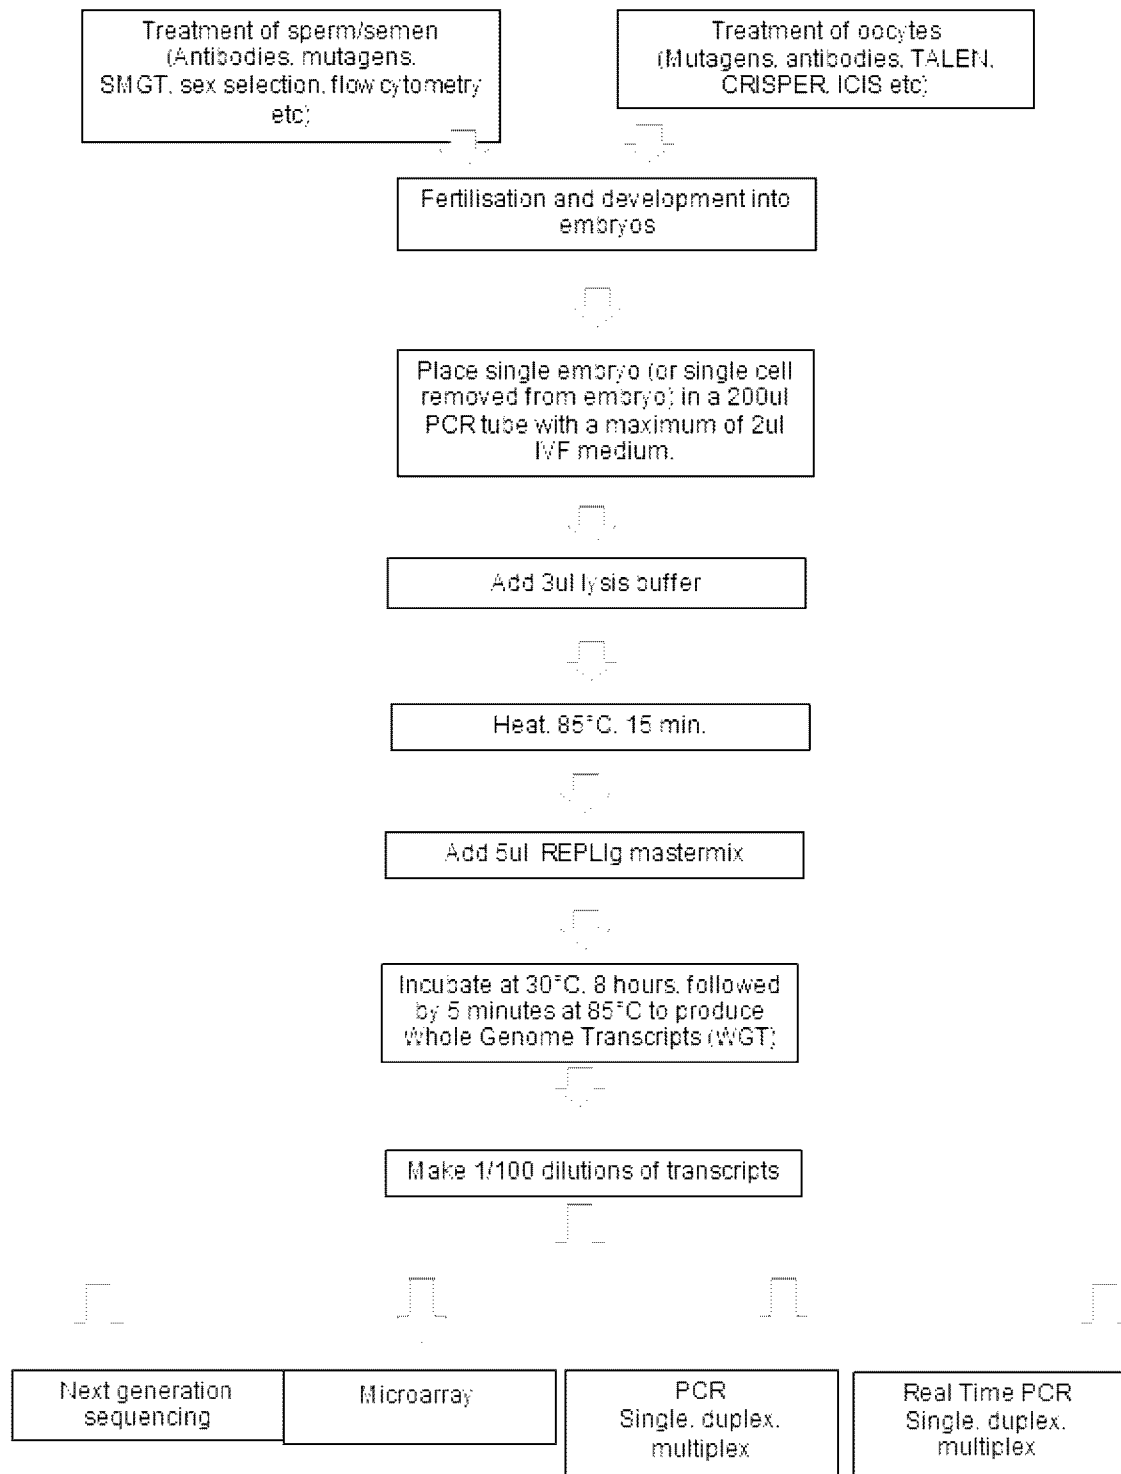 Treatment of sperm/semen
(Antibodies, mutagens,
SMGT, sex selection, flow cytometry
etc)
Treatment of oocytes
(Mutagens, antibodies, TALEN,
CRISPER, ICIS etc)
Fertilisation and development into
embryos
Place single embryo (or single cell
removed from embryo) in a 200ul
PCR tube with a maximum of 2ul
IVF medium.
Add 3ul lysis buffer
Heat. 85°C. 15 min.
Add 5ul REPLIg mastermix
Incubate at 30°C, 8 hours, followed
by 5 minutes at 85°C to produce
Whole Genome Transcripts (WGT)
Make 1/100 dilutions of transcripts
Next generation
sequencing
Microarray
PCR
Single, duplex,
multiplex
Real Time PCR
Single, duplex,
multiplex